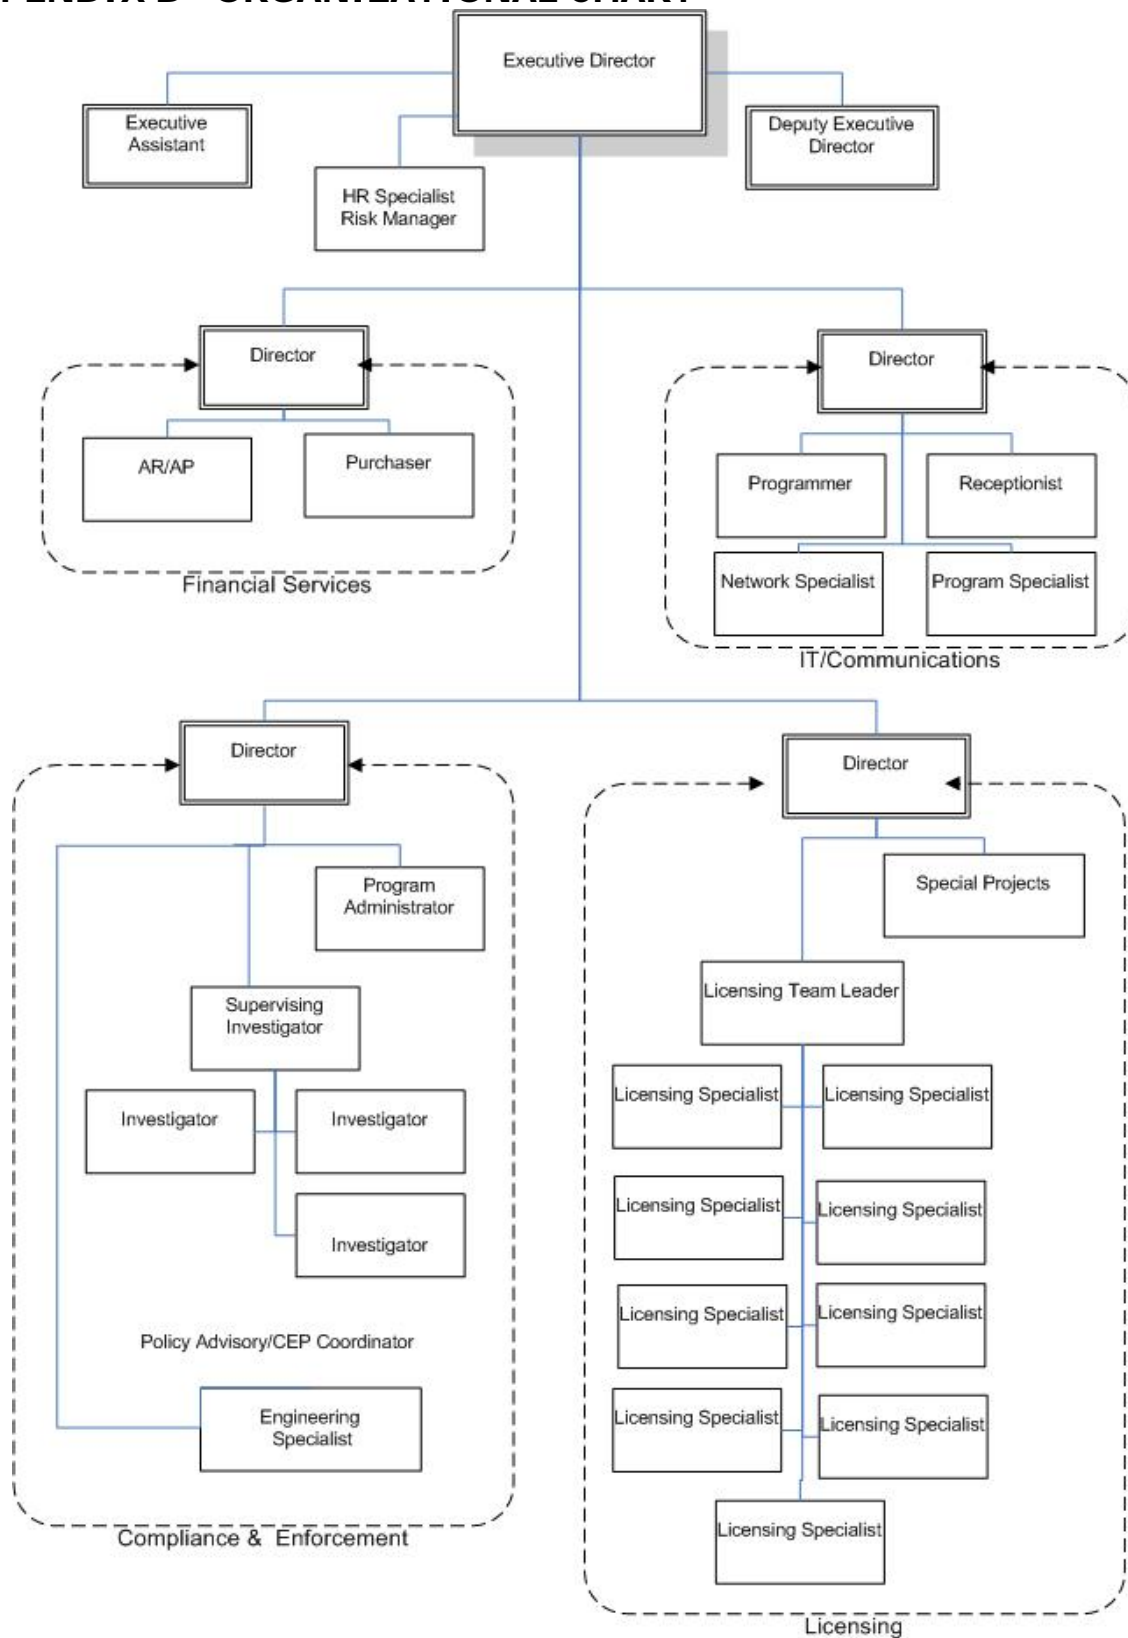 Executive Director
Executive
Assistant
Deputy Executive
Director
HR Specialist
Risk Manager
Director
AR/AP
Purchaser
Financial Services
Director
Programmer
Receptionist
Network Specialist
Program Specialist
IT/Communications
Director
Program
Administrator
Supervising
Investigator
Investigator
Investigator
Investigator
Policy Advisory/CEP Coordinator
Engineering
Specialist
Compliance & Enforcement
Director
Special Projects
Licensing Team Leader
Licensing Specialist
Licensing Specialist
Licensing Specialist
Licensing Specialist
Licensing Specialist
Licensing Specialist
Licensing Specialist
Licensing Specialist
Licensing Specialist
Licensing